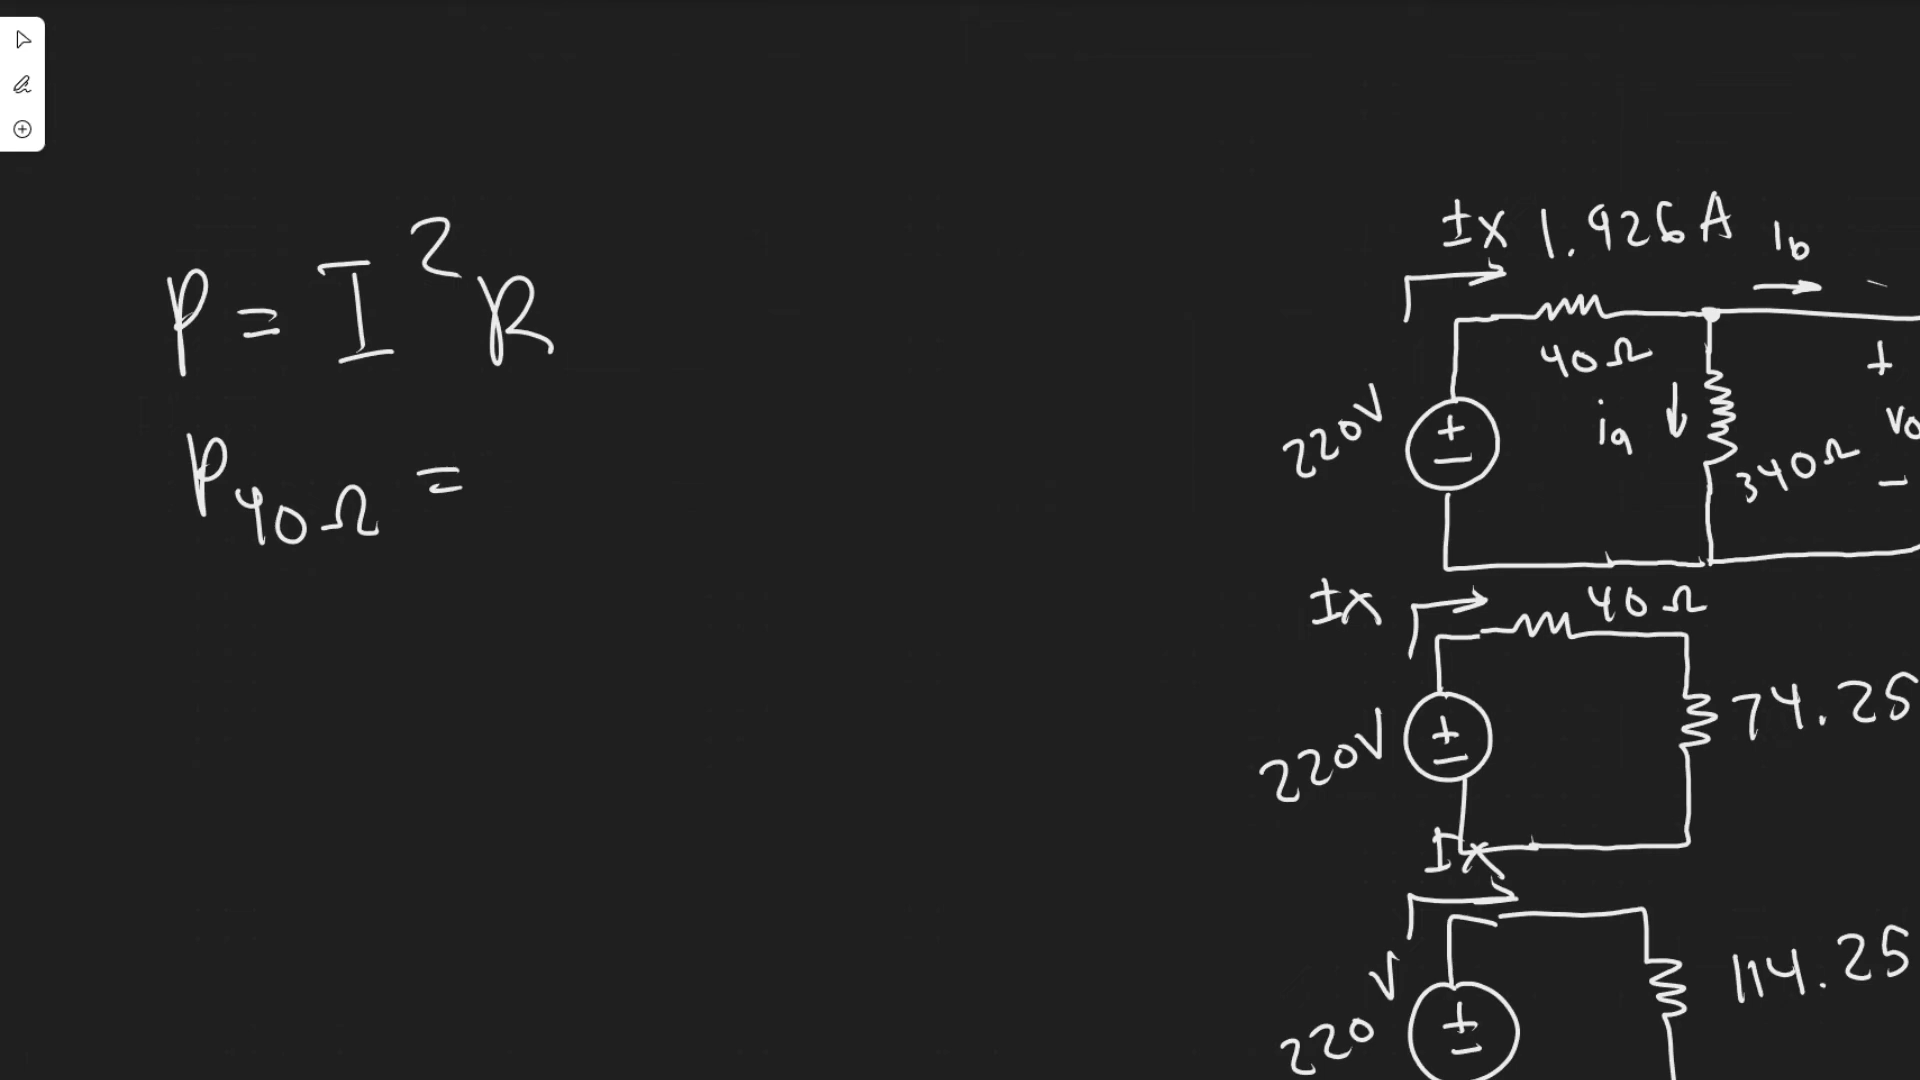 P = I²R
P40Ω =
Ix 1.926A ib
40Ω
220V + − ia 340Ω + vo −
Ix 40Ω
220V + − 74.25
Ix
220V + − 114.25